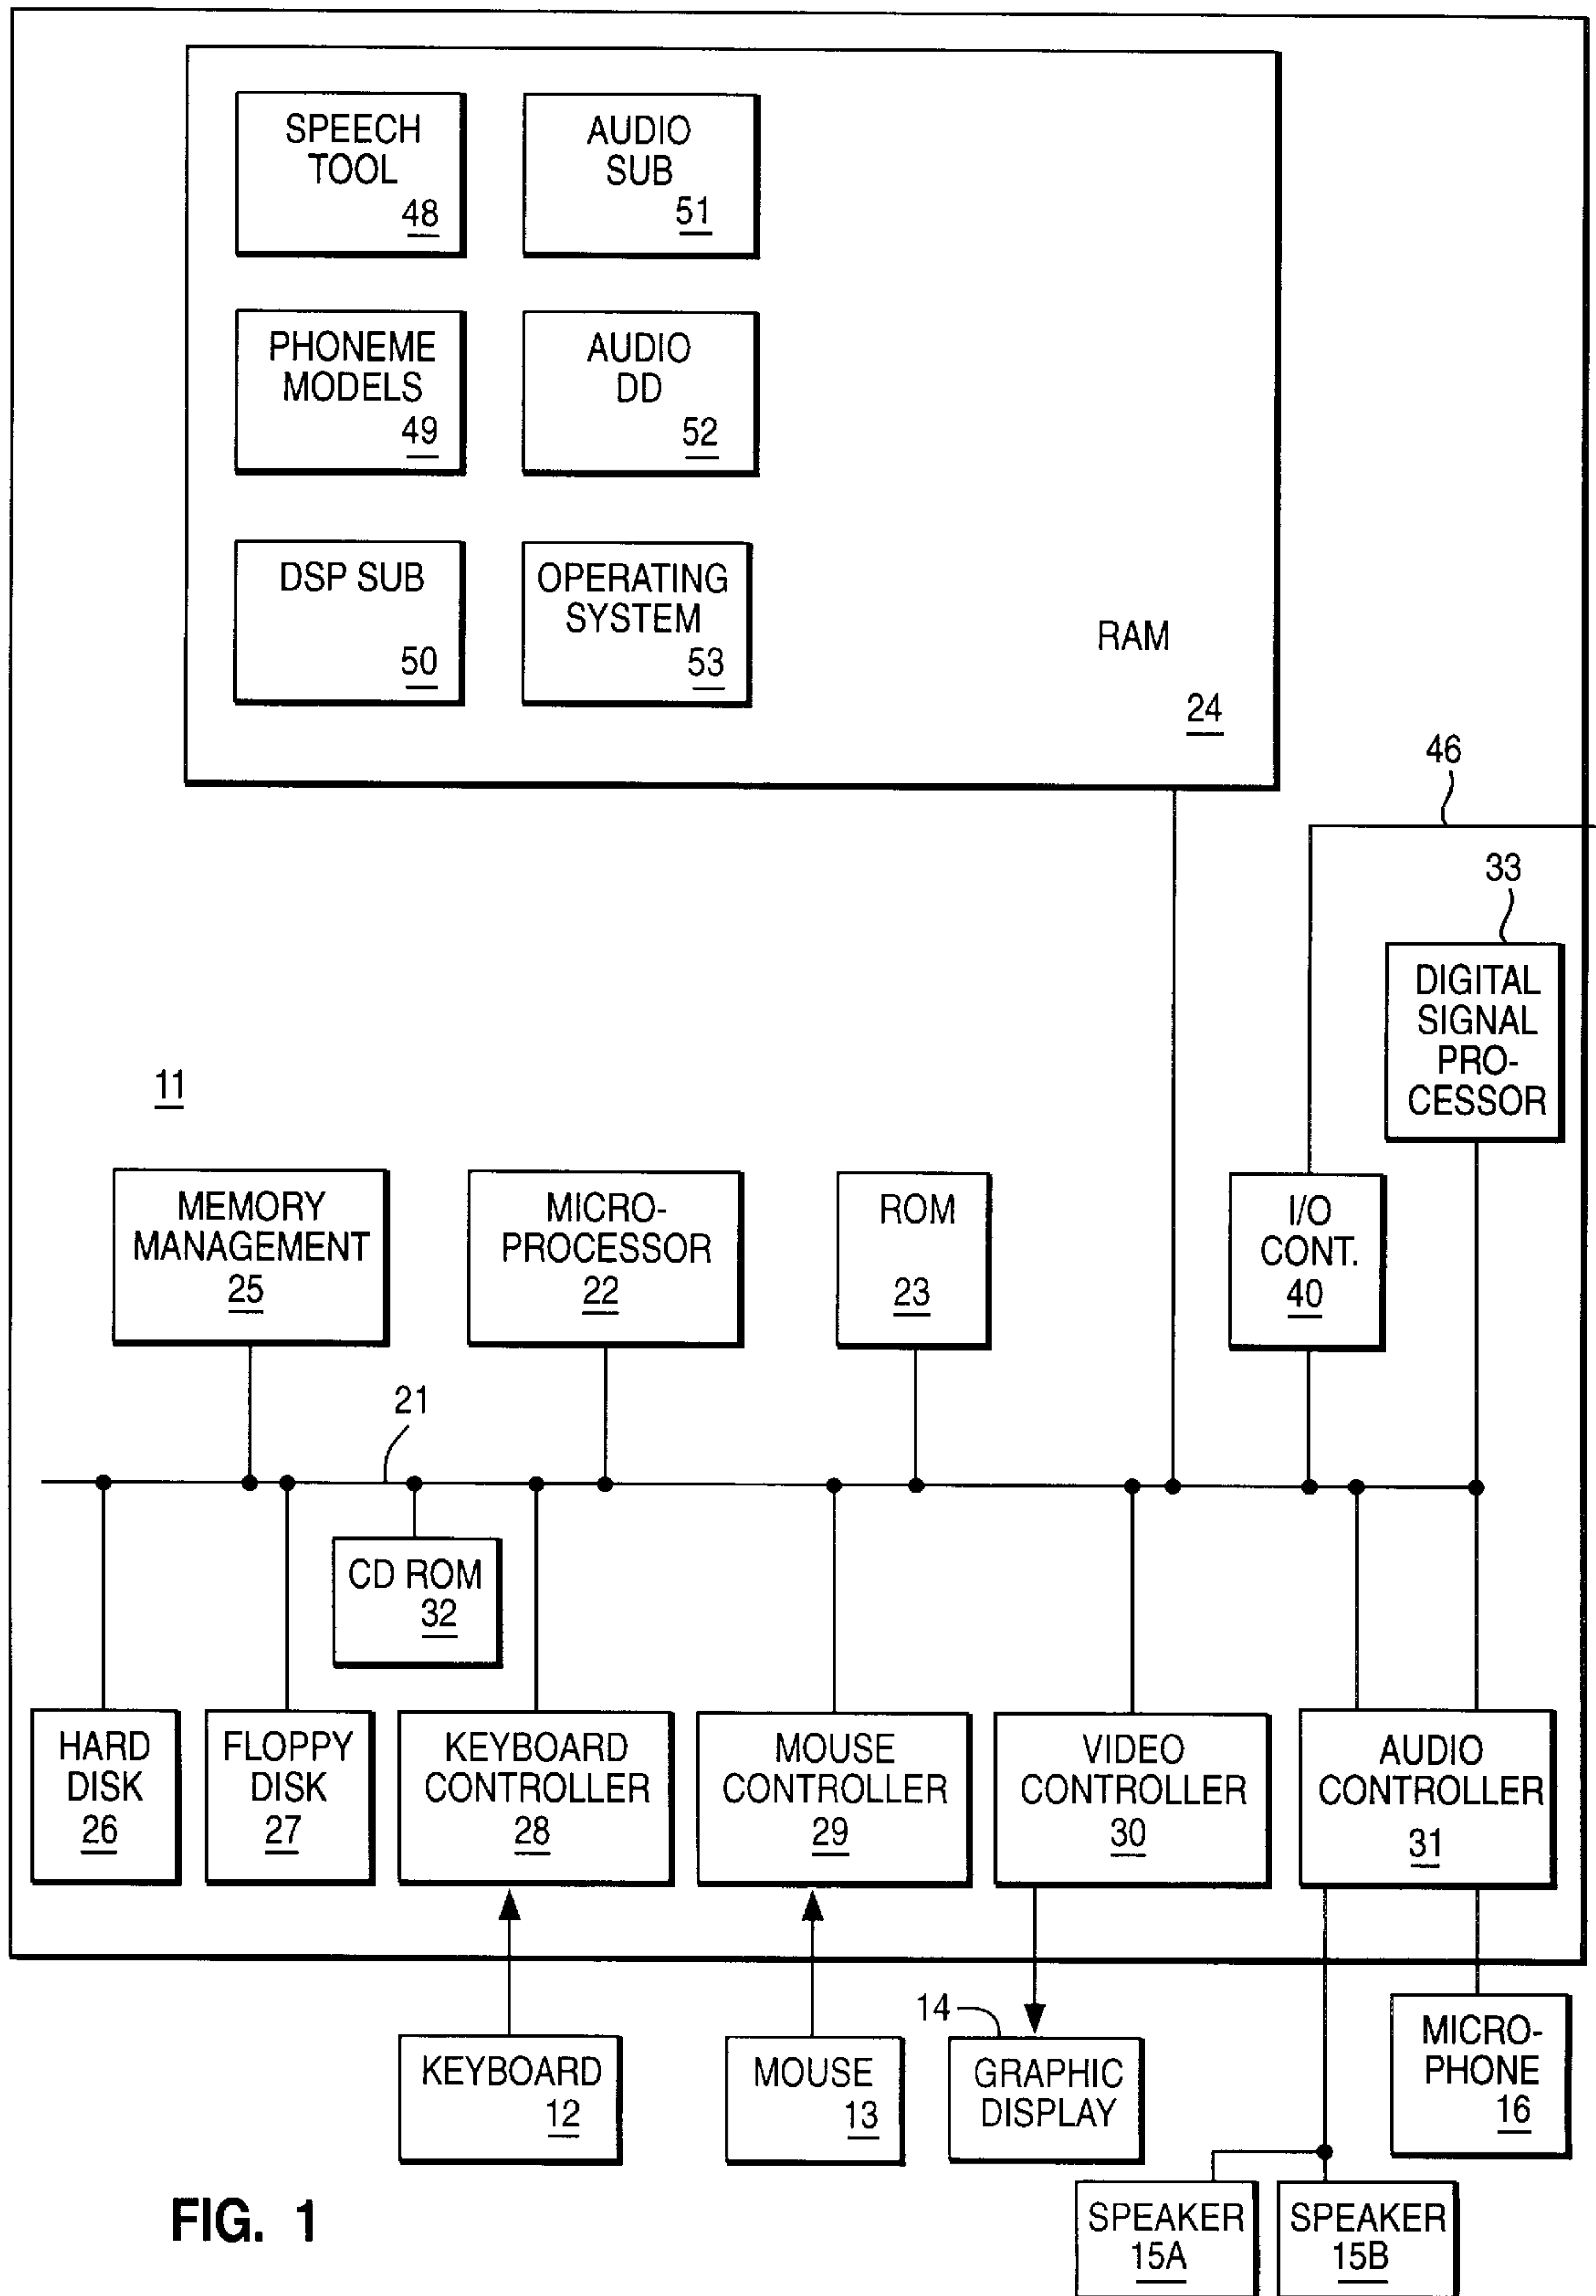 SPEECH
TOOL
48
AUDIO
SUB
51
PHONEME
MODELS
49
AUDIO
DD
52
DSP SUB
50
OPERATING
SYSTEM
53
RAM
24
46
33
DIGITAL
SIGNAL
PRO-
CESSOR
11
MEMORY
MANAGEMENT
25
MICRO-
PROCESSOR
22
ROM
23
I/O
CONT.
40
21
CD ROM
32
HARD
DISK
26
FLOPPY
DISK
27
KEYBOARD
CONTROLLER
28
MOUSE
CONTROLLER
29
VIDEO
CONTROLLER
30
AUDIO
CONTROLLER
31
KEYBOARD
12
MOUSE
13
14
GRAPHIC
DISPLAY
MICRO-
PHONE
16
SPEAKER
15A
SPEAKER
15B
FIG. 1